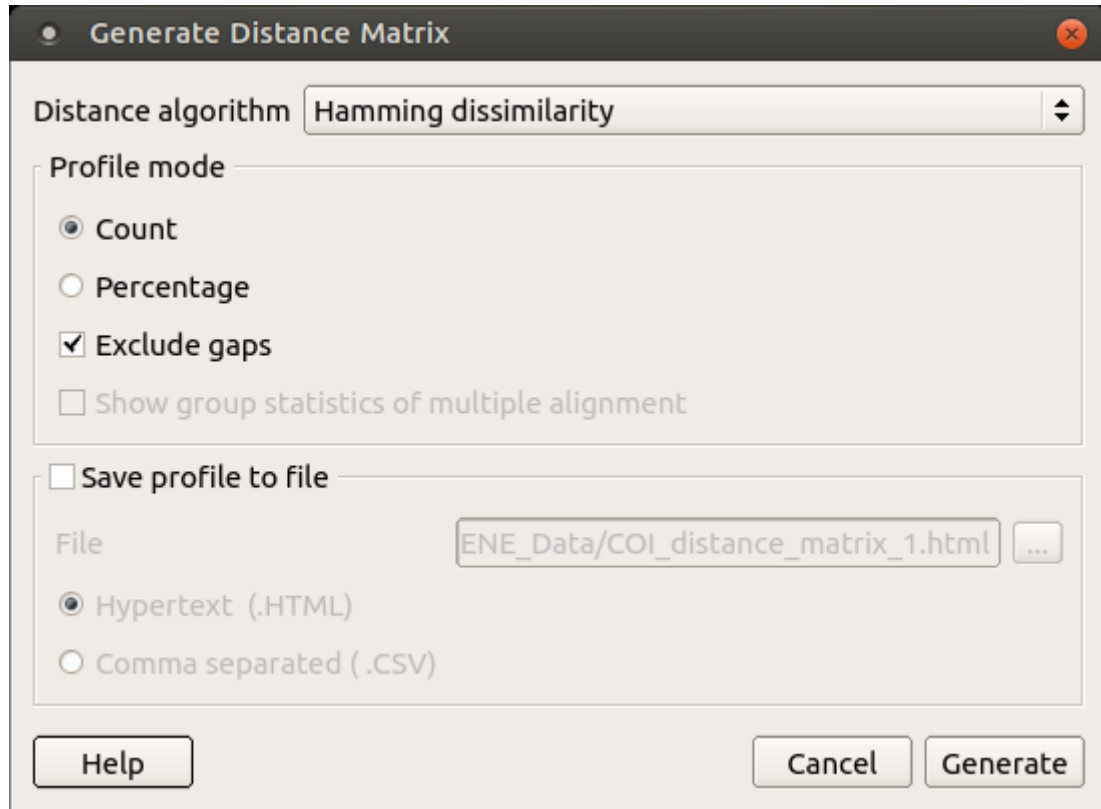 Generate Distance Matrix
Distance algorithm Hamming dissimilarity
Profile mode
Count
Percentage
Exclude gaps
Show group statistics of multiple alignment
Save profile to file
File ENE_Data/COI_distance_matrix_1.html ...
Hypertext (.HTML)
Comma separated ( .CSV)
Help Cancel Generate